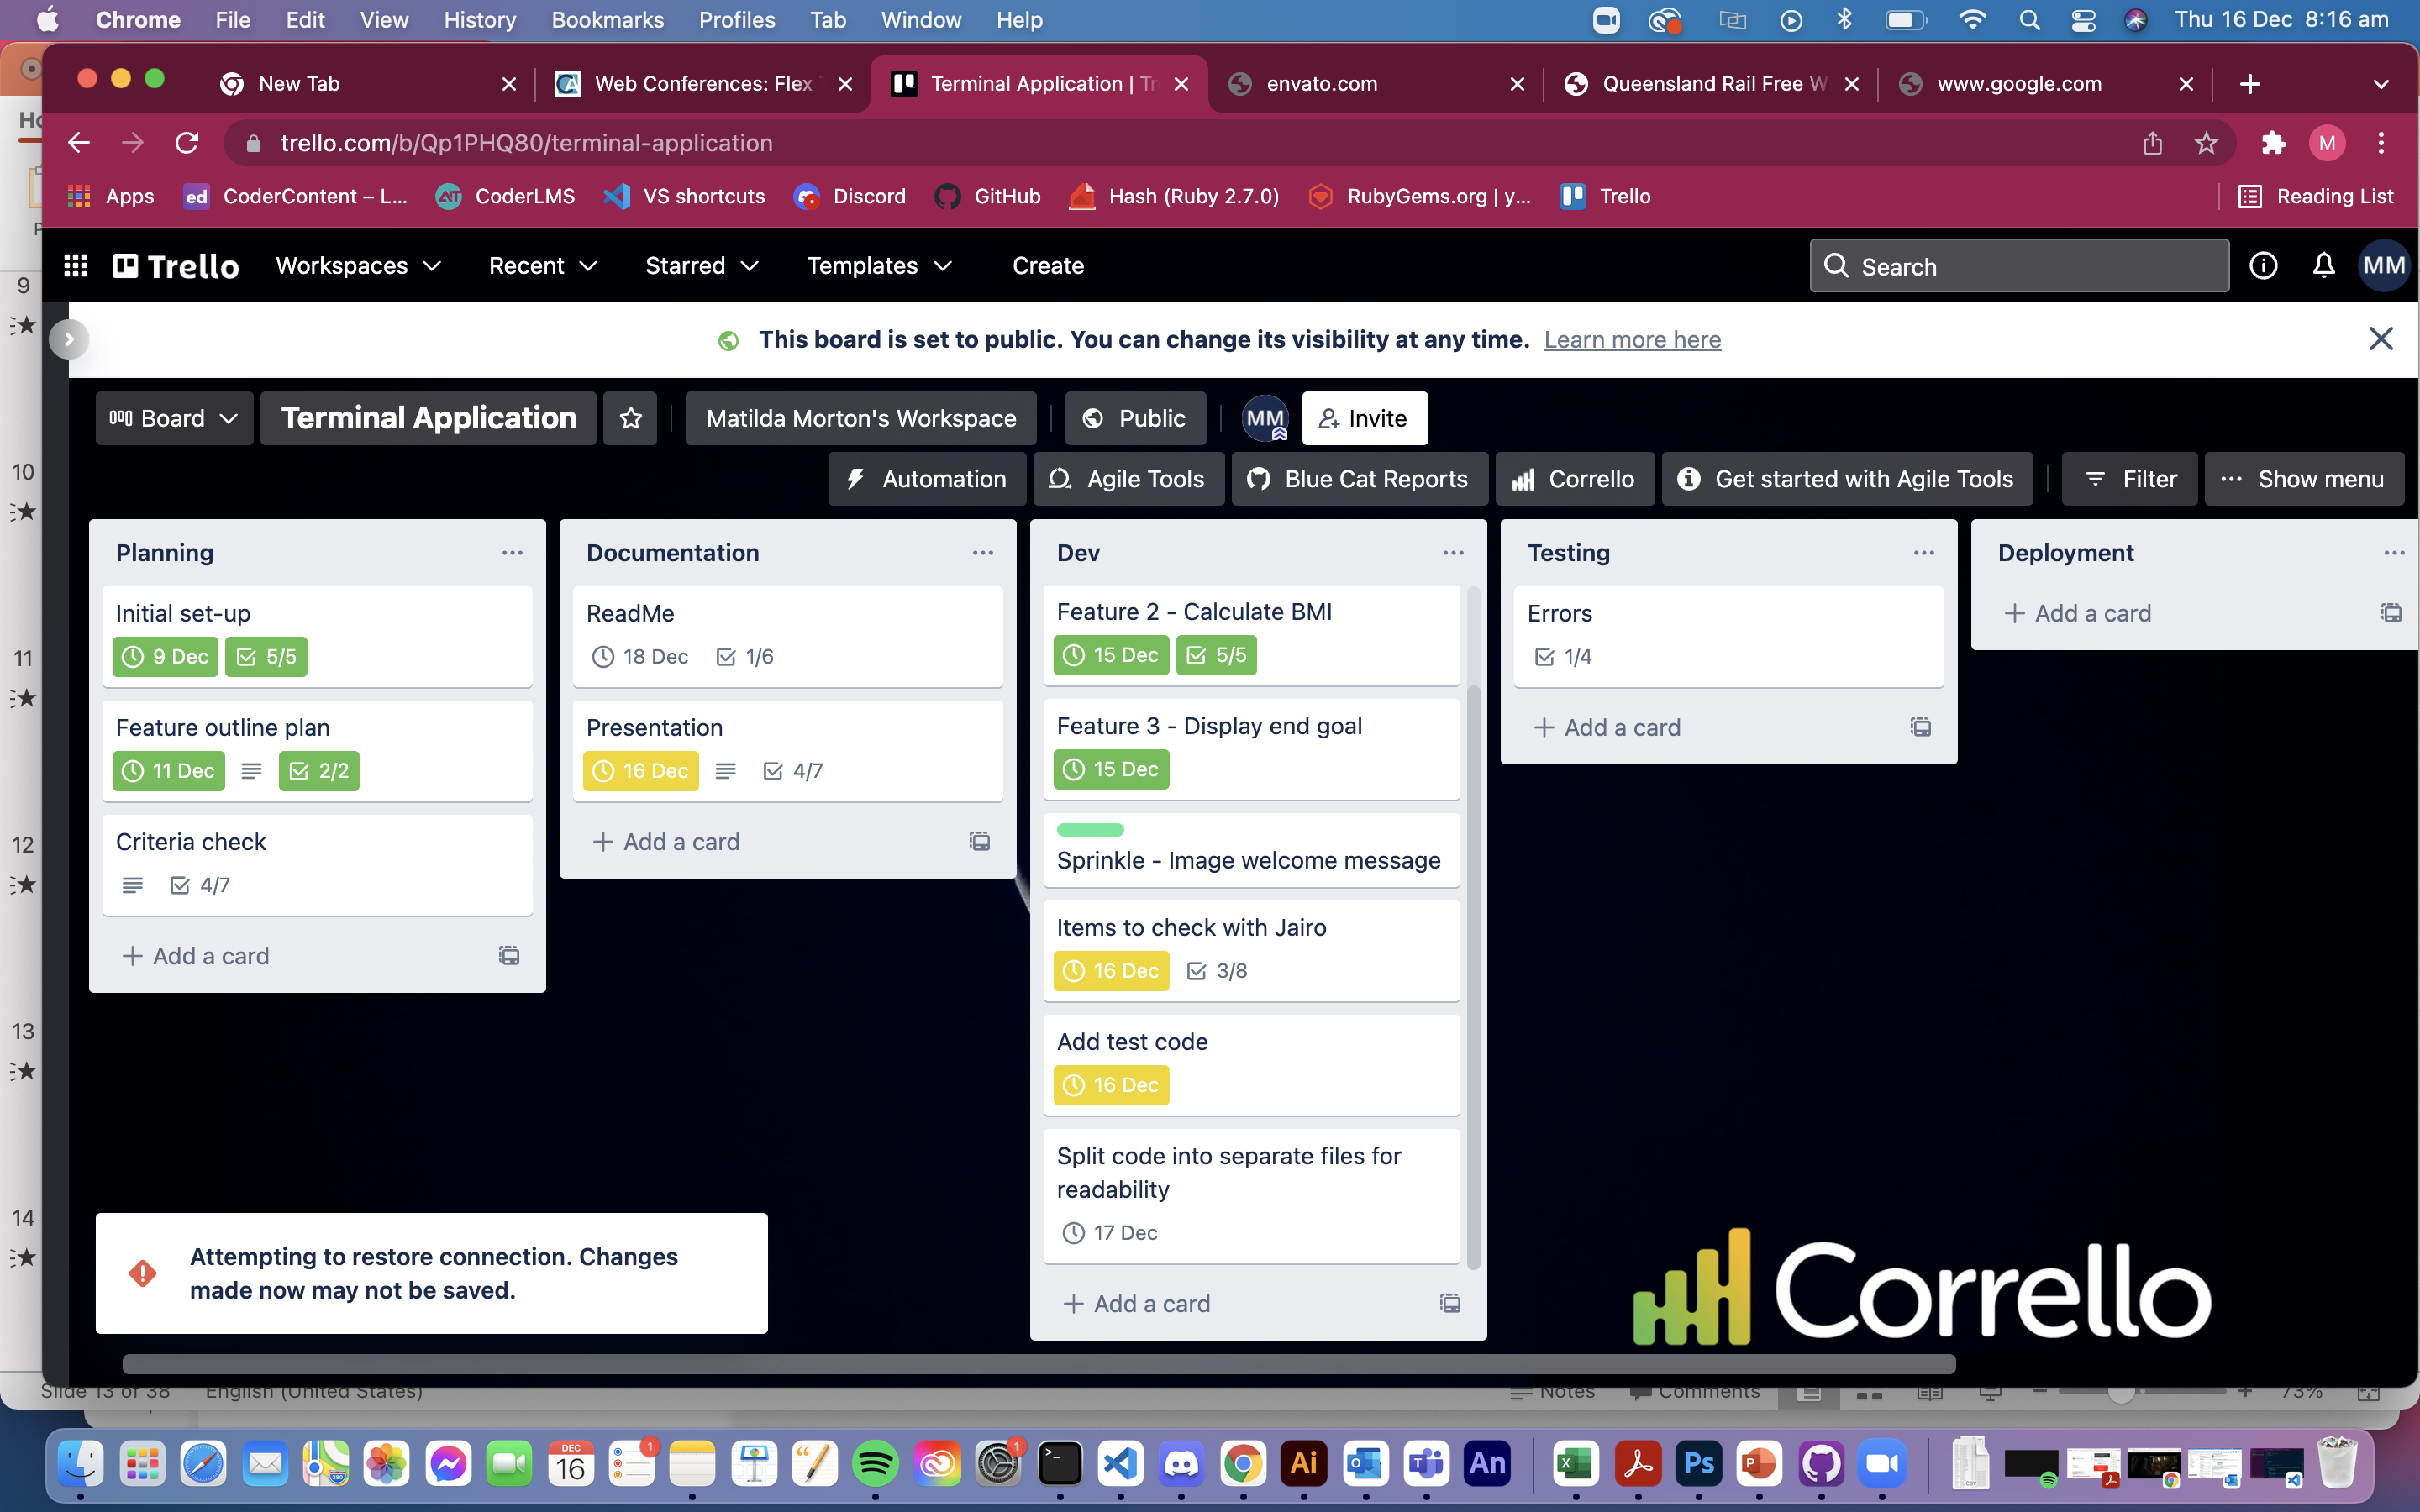 Chrome File Edit View History Bookmarks Profiles Tab Window Help Thu 16 Dec 8:16 am
New Tab Web Conferences: Flex Terminal Application | Tr envato.com Queensland Rail Free W www.google.com
trello.com/b/Qp1PHQ80/terminal-application M
Apps ed CoderContent – L... CoderLMS VS shortcuts Discord GitHub Hash (Ruby 2.7.0) RubyGems.org | y... Trello Reading List
Trello Workspaces Recent Starred Templates Create Search MM
This board is set to public. You can change its visibility at any time. Learn more here
Board Terminal Application Matilda Morton's Workspace Public MM Invite
Automation Agile Tools Blue Cat Reports Corrello Get started with Agile Tools Filter Show menu
Planning
Initial set-up
9 Dec 5/5
Feature outline plan
11 Dec 2/2
Criteria check
4/7
+ Add a card
Documentation
ReadMe
18 Dec 1/6
Presentation
16 Dec 4/7
+ Add a card
Dev
Feature 2 - Calculate BMI
15 Dec 5/5
Feature 3 - Display end goal
15 Dec
Sprinkle - Image welcome message
Items to check with Jairo
16 Dec 3/8
Add test code
16 Dec
Split code into separate files for
readability
17 Dec
+ Add a card
Testing
Errors
1/4
+ Add a card
Deployment
+ Add a card
Attempting to restore connection. Changes
made now may not be saved.
Corrello
9
10
11
12
13
14
Slide 13 of 38 English (United States) Notes Comments 73%
DEC
16
1
1
Ai
An
Ps